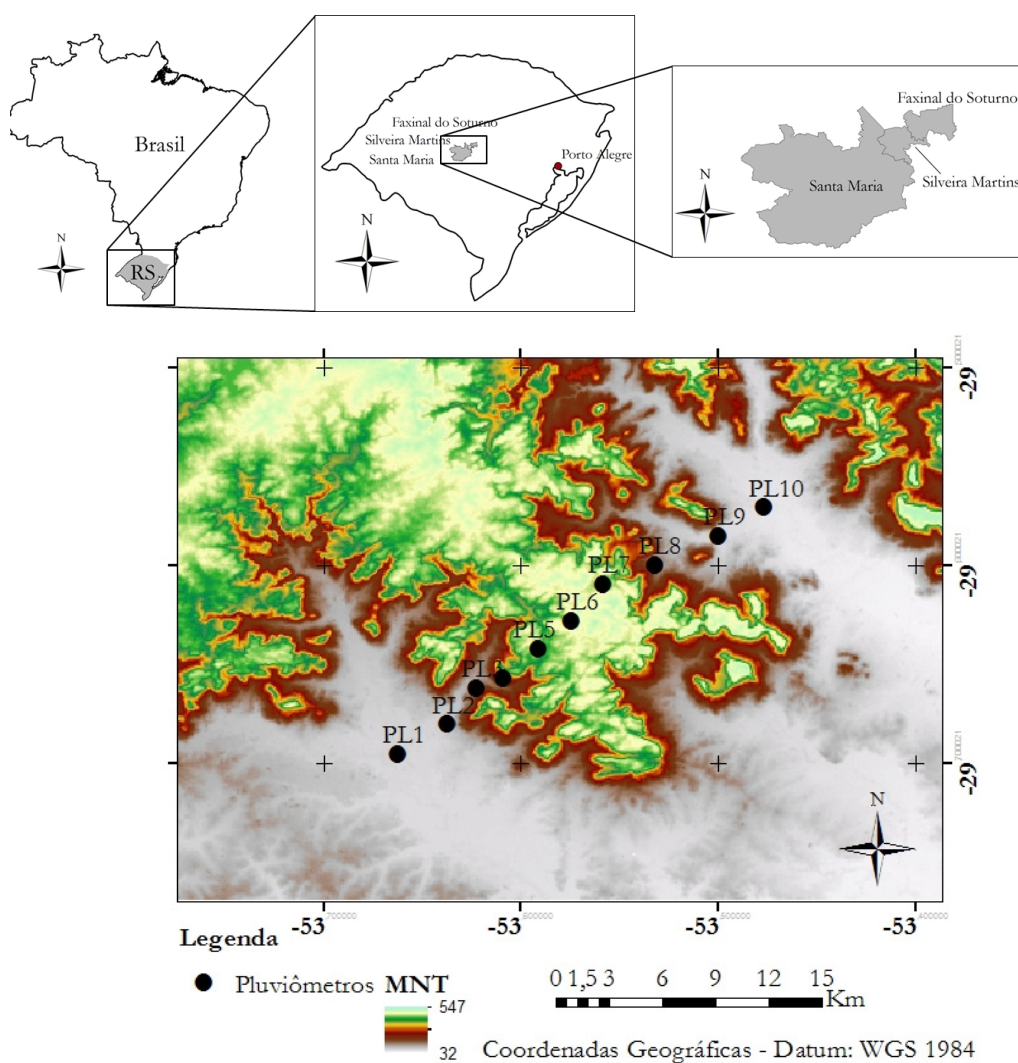 Brasil
N
RS
Faxinal do Soturno
Silveira Martins
Santa Maria
Porto Alegre
N
Faxinal do Soturno
Santa Maria
Silveira Martins
N
PL10
PL9
PL8
PL7
PL6
PL5
PL3
PL2
PL1
N
-29
-29
-29
-53 700000
-53
-53
-53
Legenda
Pluviômetros
MNT
547
32
0 1,5 3 6 9 12 15
Km
Coordenadas Geográficas - Datum: WGS 1984